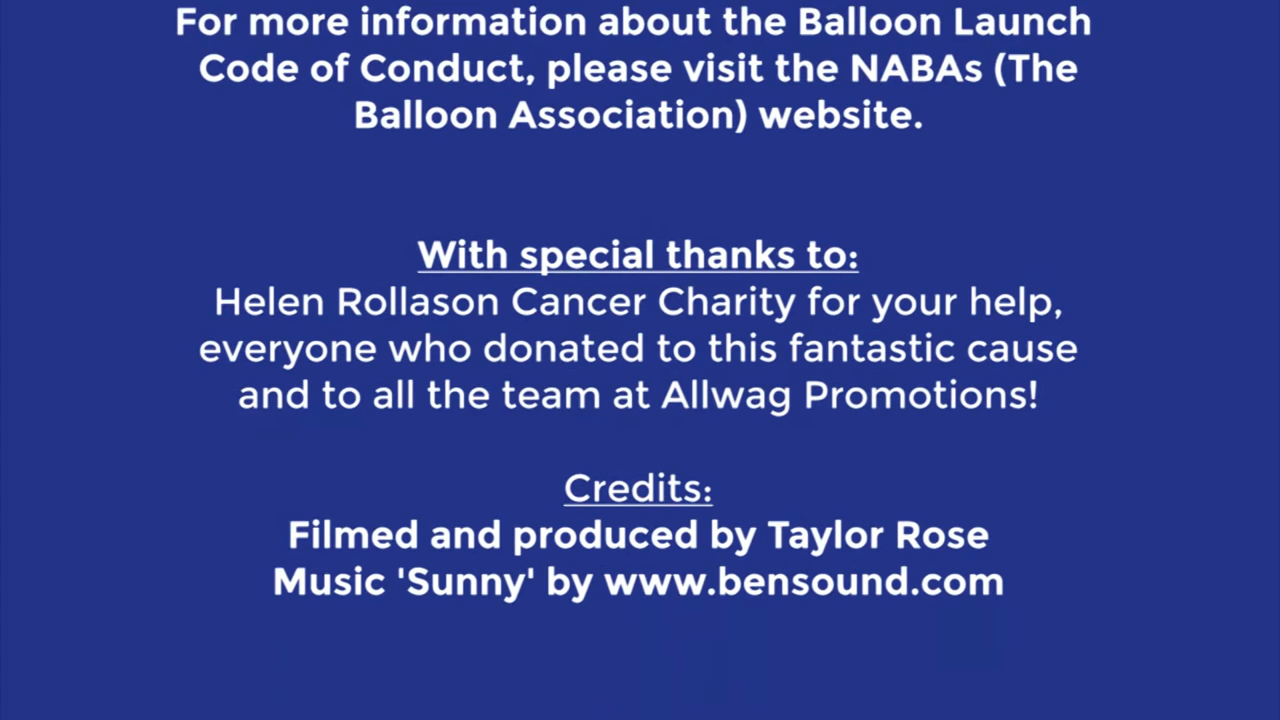 For more information about the Balloon Launch
Code of Conduct, please visit the NABAs (The
Balloon Association) website.
With special thanks to:
Helen Rollason Cancer Charity for your help,
everyone who donated to this fantastic cause
and to all the team at Allwag Promotions!
Credits:
Filmed and produced by Taylor Rose
Music 'Sunny' by www.bensound.com